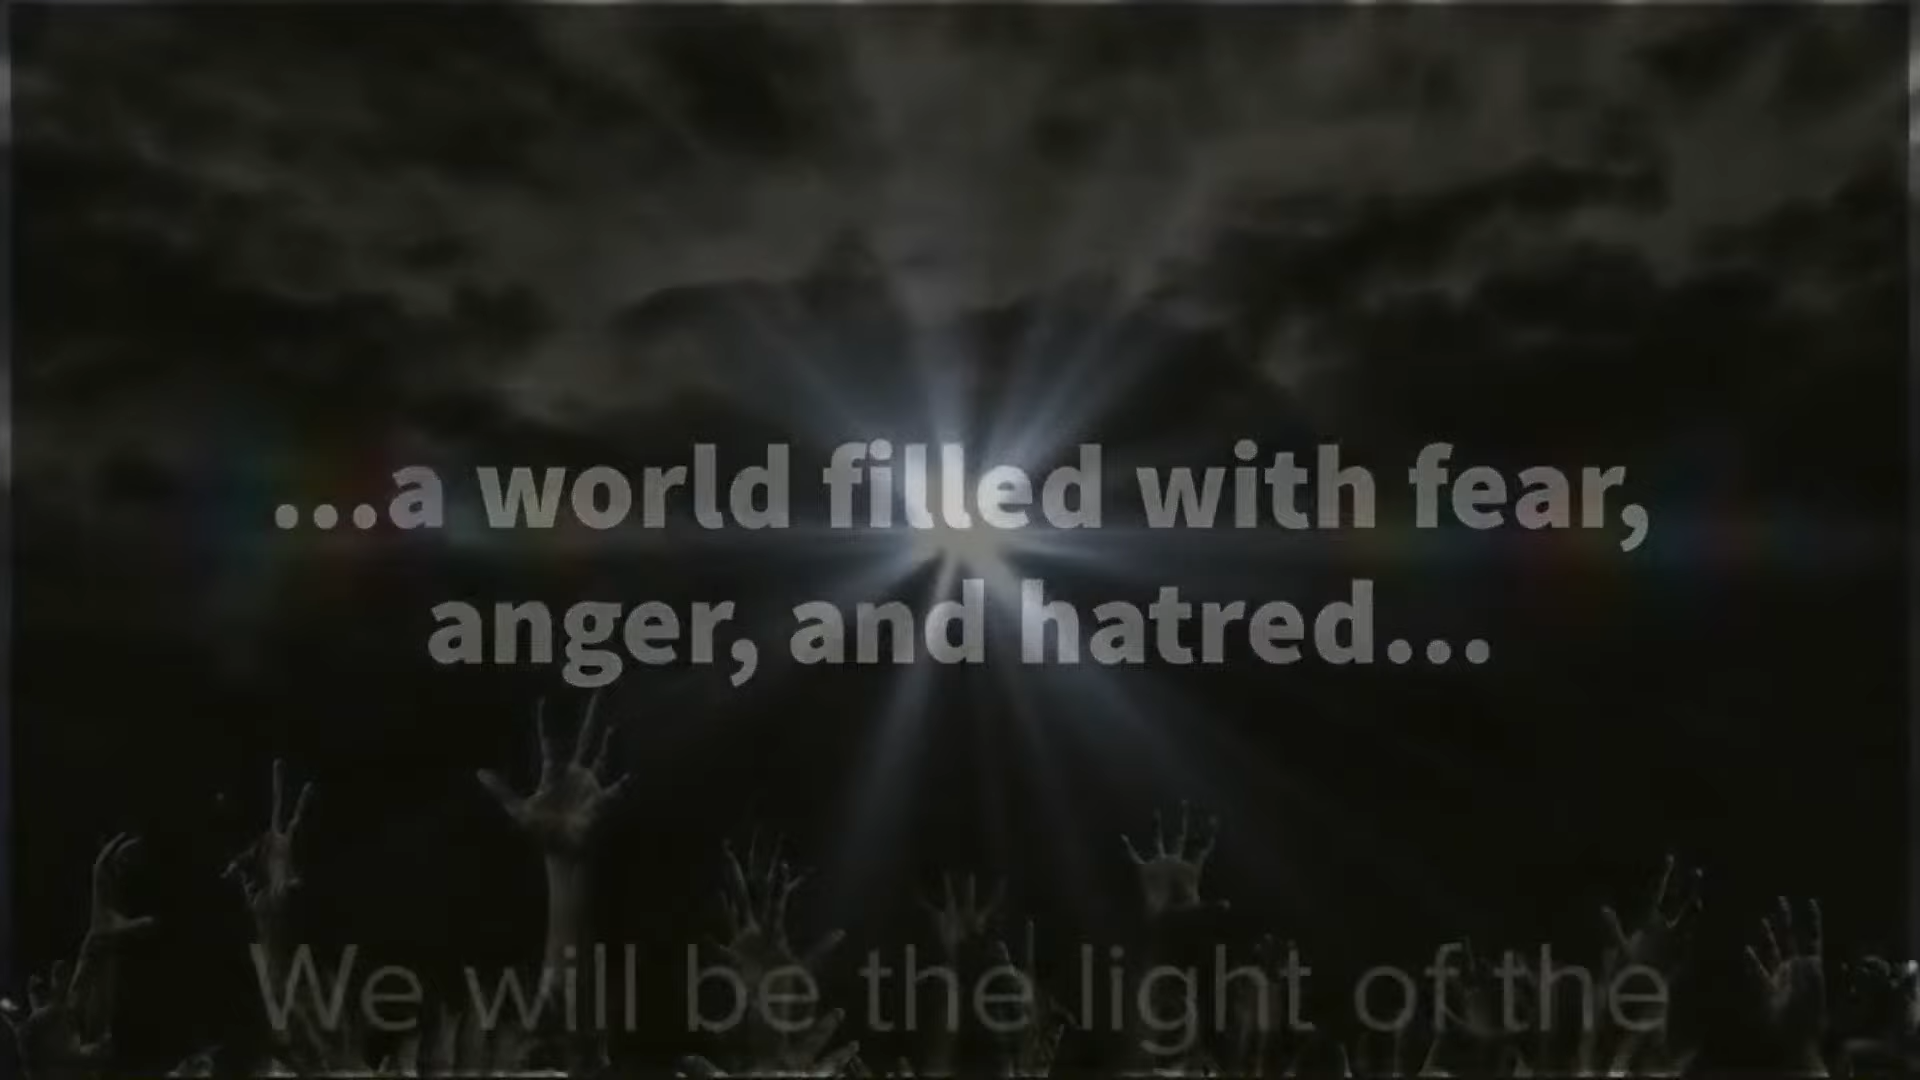 ...a world filled with fear,
anger, and hatred...
We will be the light of the